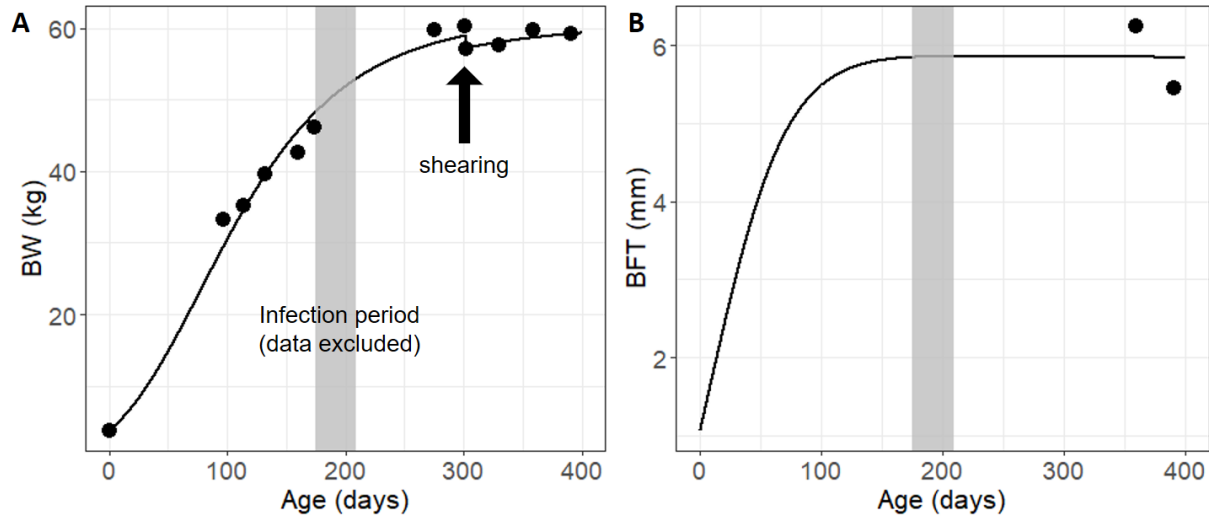 A
60
40
20
BW (kg)
shearing
Infection period
(data excluded)
0
100
200
300
400
Age (days)
B
6
4
2
BFT (mm)
0
100
200
300
400
Age (days)